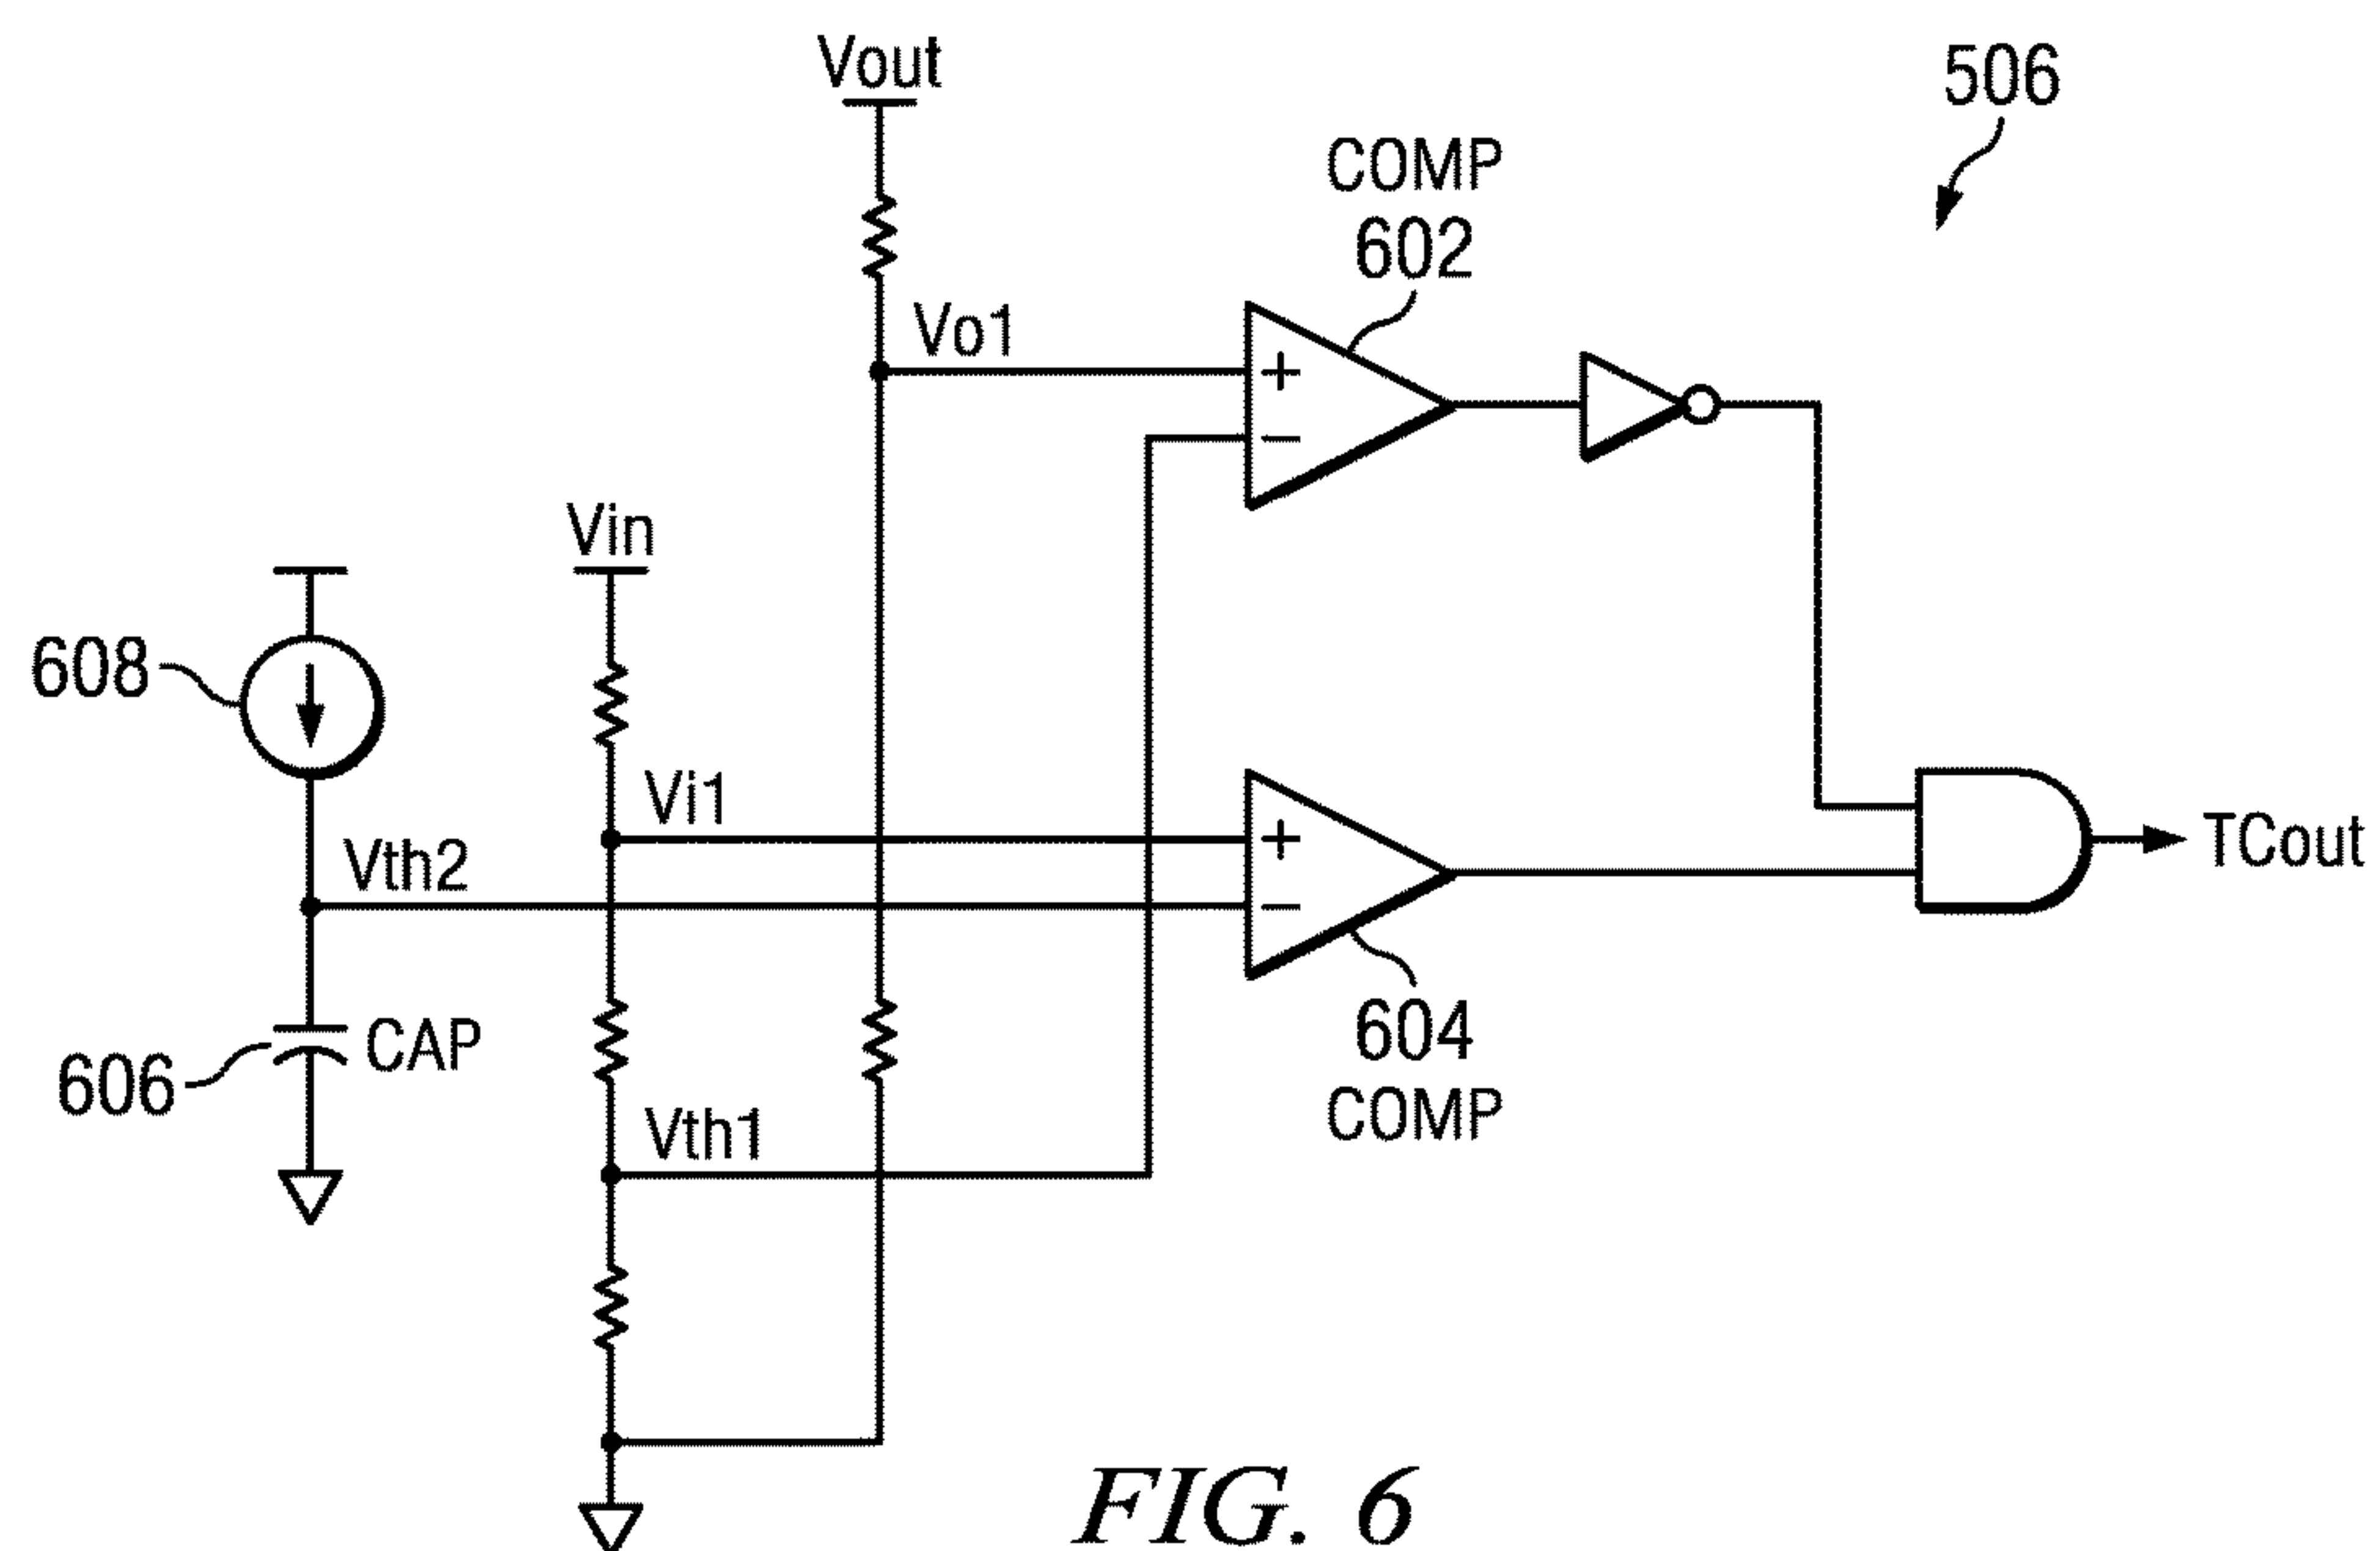 Vout
506
COMP
602
Vo1
+
−
Vin
608
Vi1
Vth2
+
−
TCout
604
COMP
CAP
606
Vth1
FIG. 6